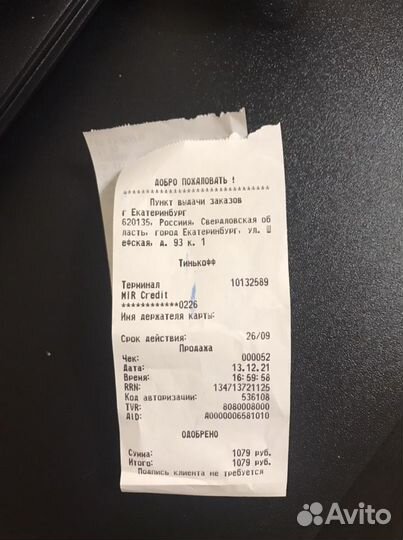 ДОБРО ПОЖАЛОВАТЬ !
********************************
Пункт выдачи заказов
г Екатеринбург
620135, Россиия, Свердловская об
ласть, город Екатеринбург, ул. Ш
ефская, д. 93 к. 1
Тинькофф
Терминал 10132589
MIR Credit
************0226
Имя держателя карты:
Срок действия: 26/09
Продажа
Чек: 000052
Дата: 13.12.21
Время: 16:59:58
RRN: 134713721125
Код авторизации: 536108
TVR: 8080008000
AID: A0000006581010
ОДОБРЕНО
Сумма: 1079 руб.
Итого: 1079 руб.
Подпись клиента не требуется
Avito